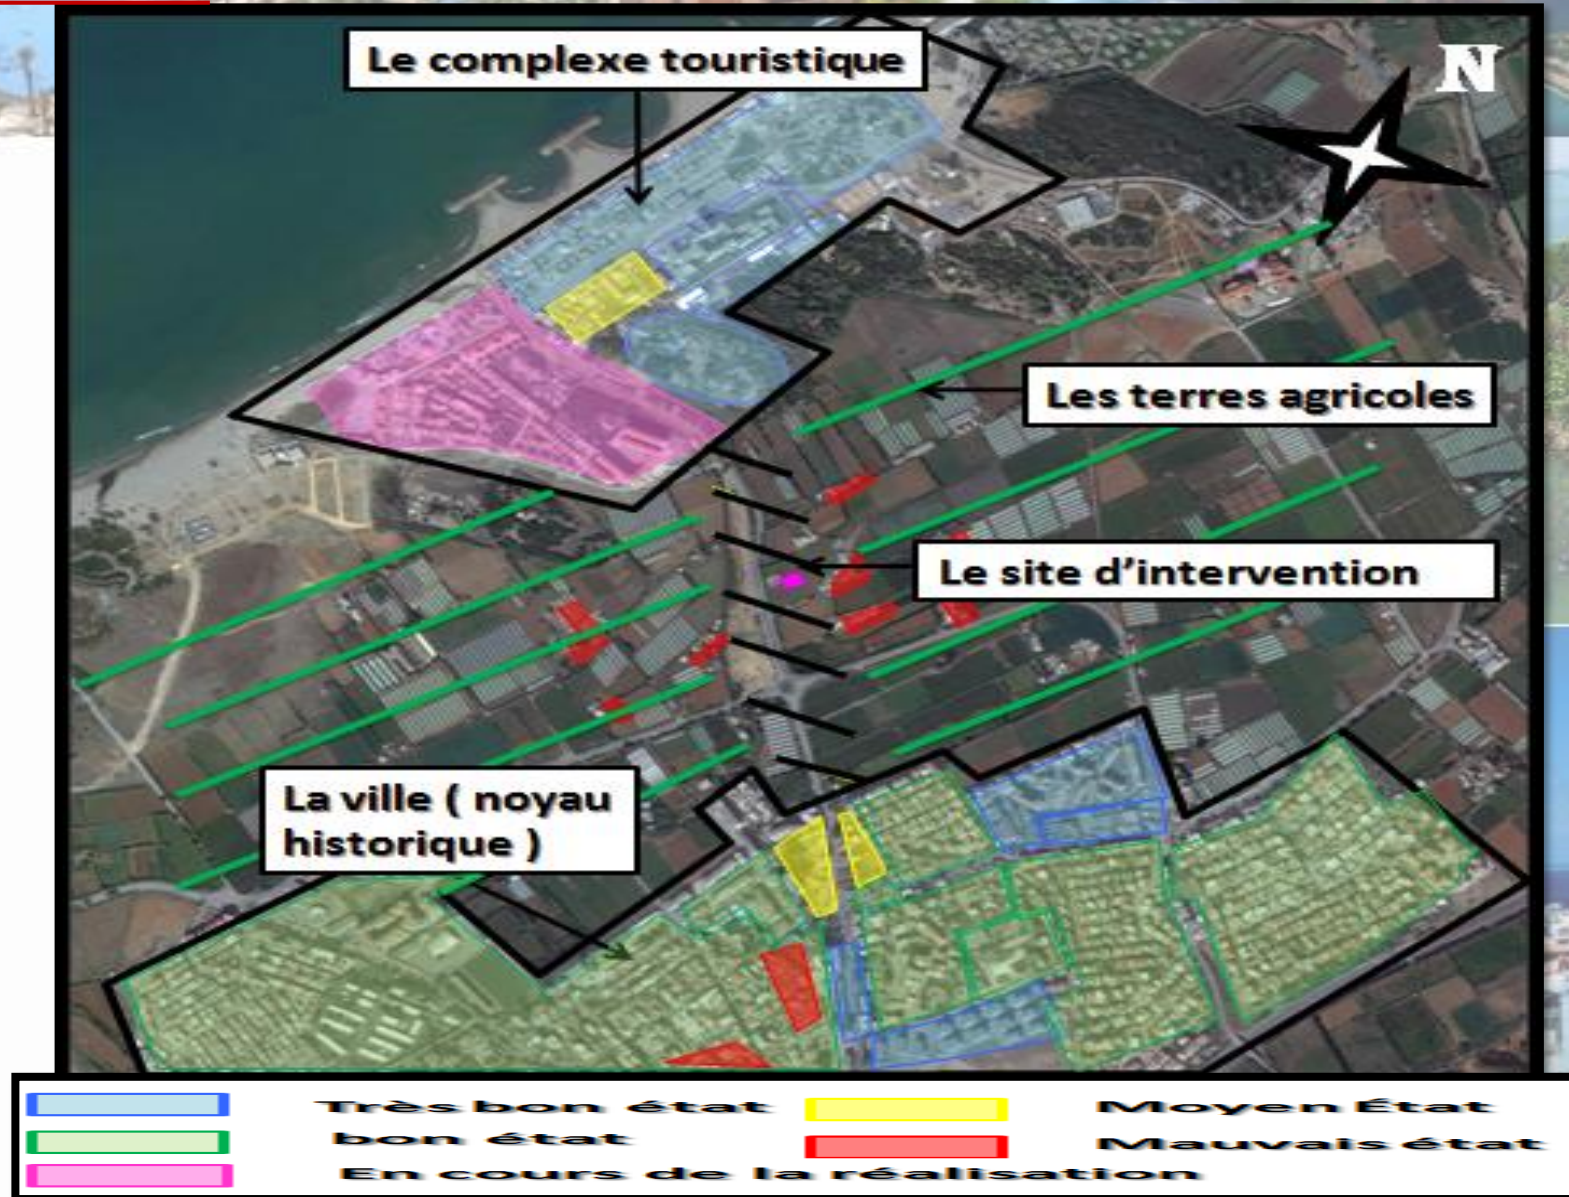 Le complexe touristique
N
Les terres agricoles
Le site d'intervention
La ville ( noyau
historique )
Très bon état
Moyen État
bon état
Mauvais état
En cours de la réalisation